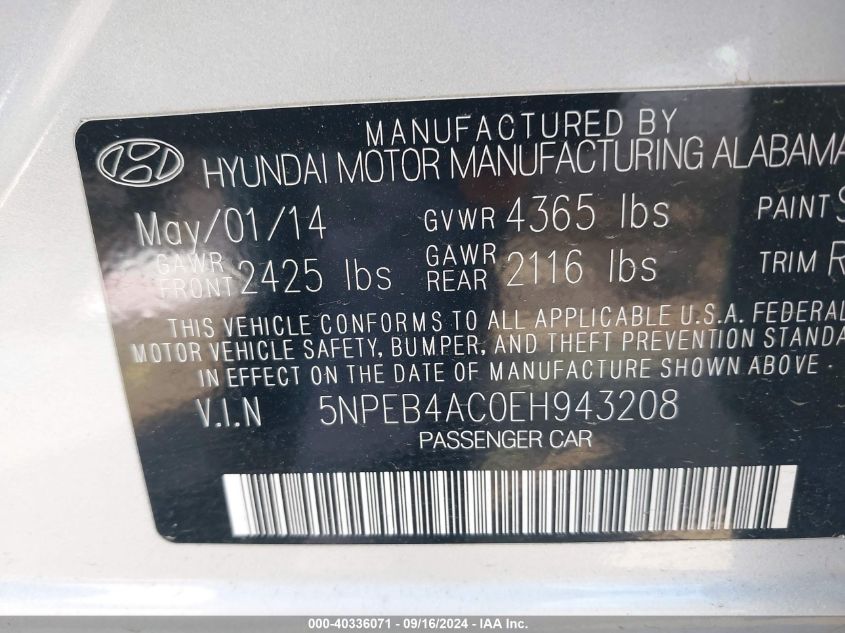 MANUFACTURED BY
HYUNDAI MOTOR MANUFACTURING ALABAMA
May/01/14 GVWR 4365 lbs PAINT S
GAWR FRONT 2425 lbs GAWR REAR 2116 lbs TRIM R
THIS VEHICLE CONFORMS TO ALL APPLICABLE U.S.A. FEDERAL
MOTOR VEHICLE SAFETY, BUMPER, AND THEFT PREVENTION STANDA
IN EFFECT ON THE DATE OF MANUFACTURING SHOWN ABOVE .
V.I.N 5NPEB4AC0EH943208
PASSENGER CAR
000-40336071 - 09/16/2024 - IAA Inc.